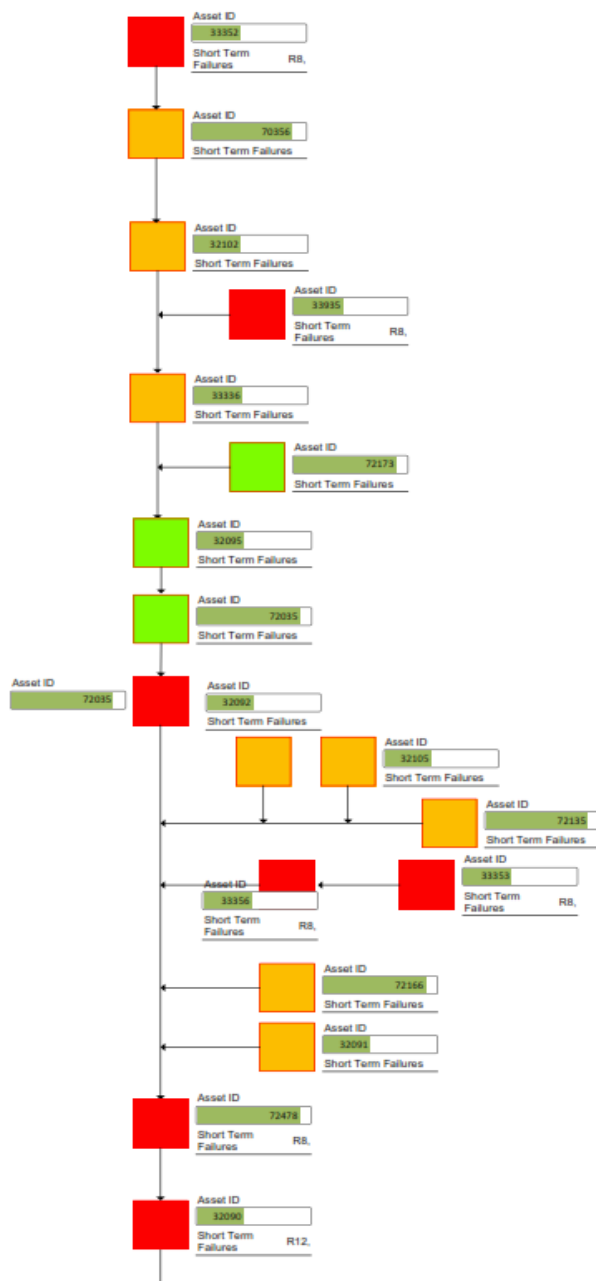 Asset ID
33352
Short Term R8,
Failures
Asset ID
70356
Short Term Failures
Asset ID
32102
Short Term Failures
Asset ID
33935
Short Term R8,
Failures
Asset ID
33336
Short Term Failures
Asset ID
72173
Short Term Failures
Asset ID
32095
Short Term Failures
Asset ID
72035
Short Term Failures
Asset ID
72035
Asset ID
32092
Short Term Failures
Asset ID
32105
Short Term Failures
Asset ID
72135
Short Term Failures
Asset ID
33353
Short Term R8,
Failures
Asset ID
33356
Short Term R8,
Failures
Asset ID
72166
Short Term Failures
Asset ID
32091
Short Term Failures
Asset ID
72478
Short Term R8,
Failures
Asset ID
32090
Short Term R12,
Failures